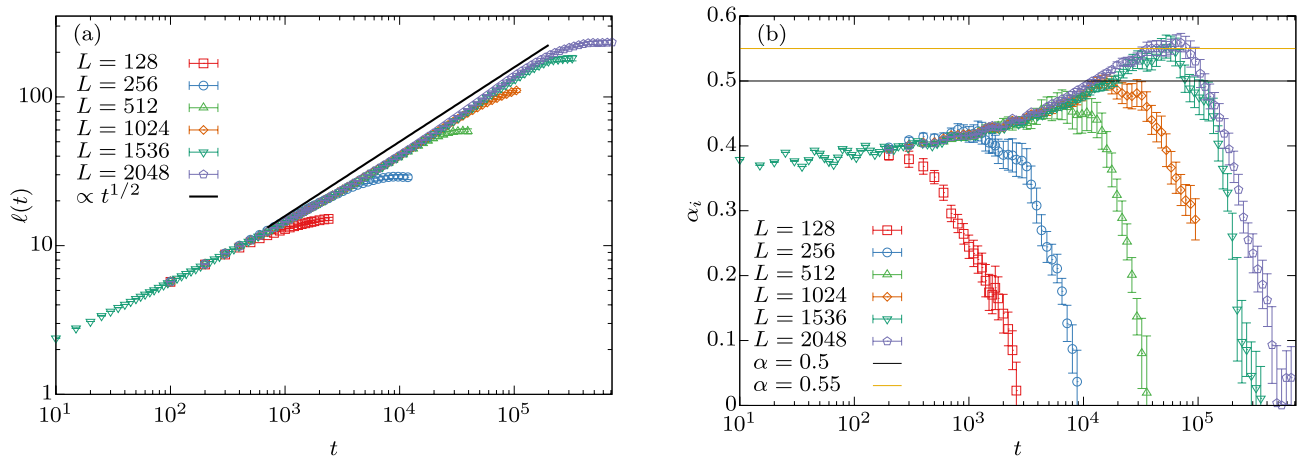 (a)
L = 128
L = 256
L = 512
L = 1024
L = 1536
L = 2048
∝ t^{1/2}
ℓ(t)
100
10
1
10^1 10^2 10^3 10^4 10^5
t
(b)
α_i
0.6
0.5
0.4
0.3
0.2
0.1
0
L = 128
L = 256
L = 512
L = 1024
L = 1536
L = 2048
α = 0.5
α = 0.55
10^1 10^2 10^3 10^4 10^5
t